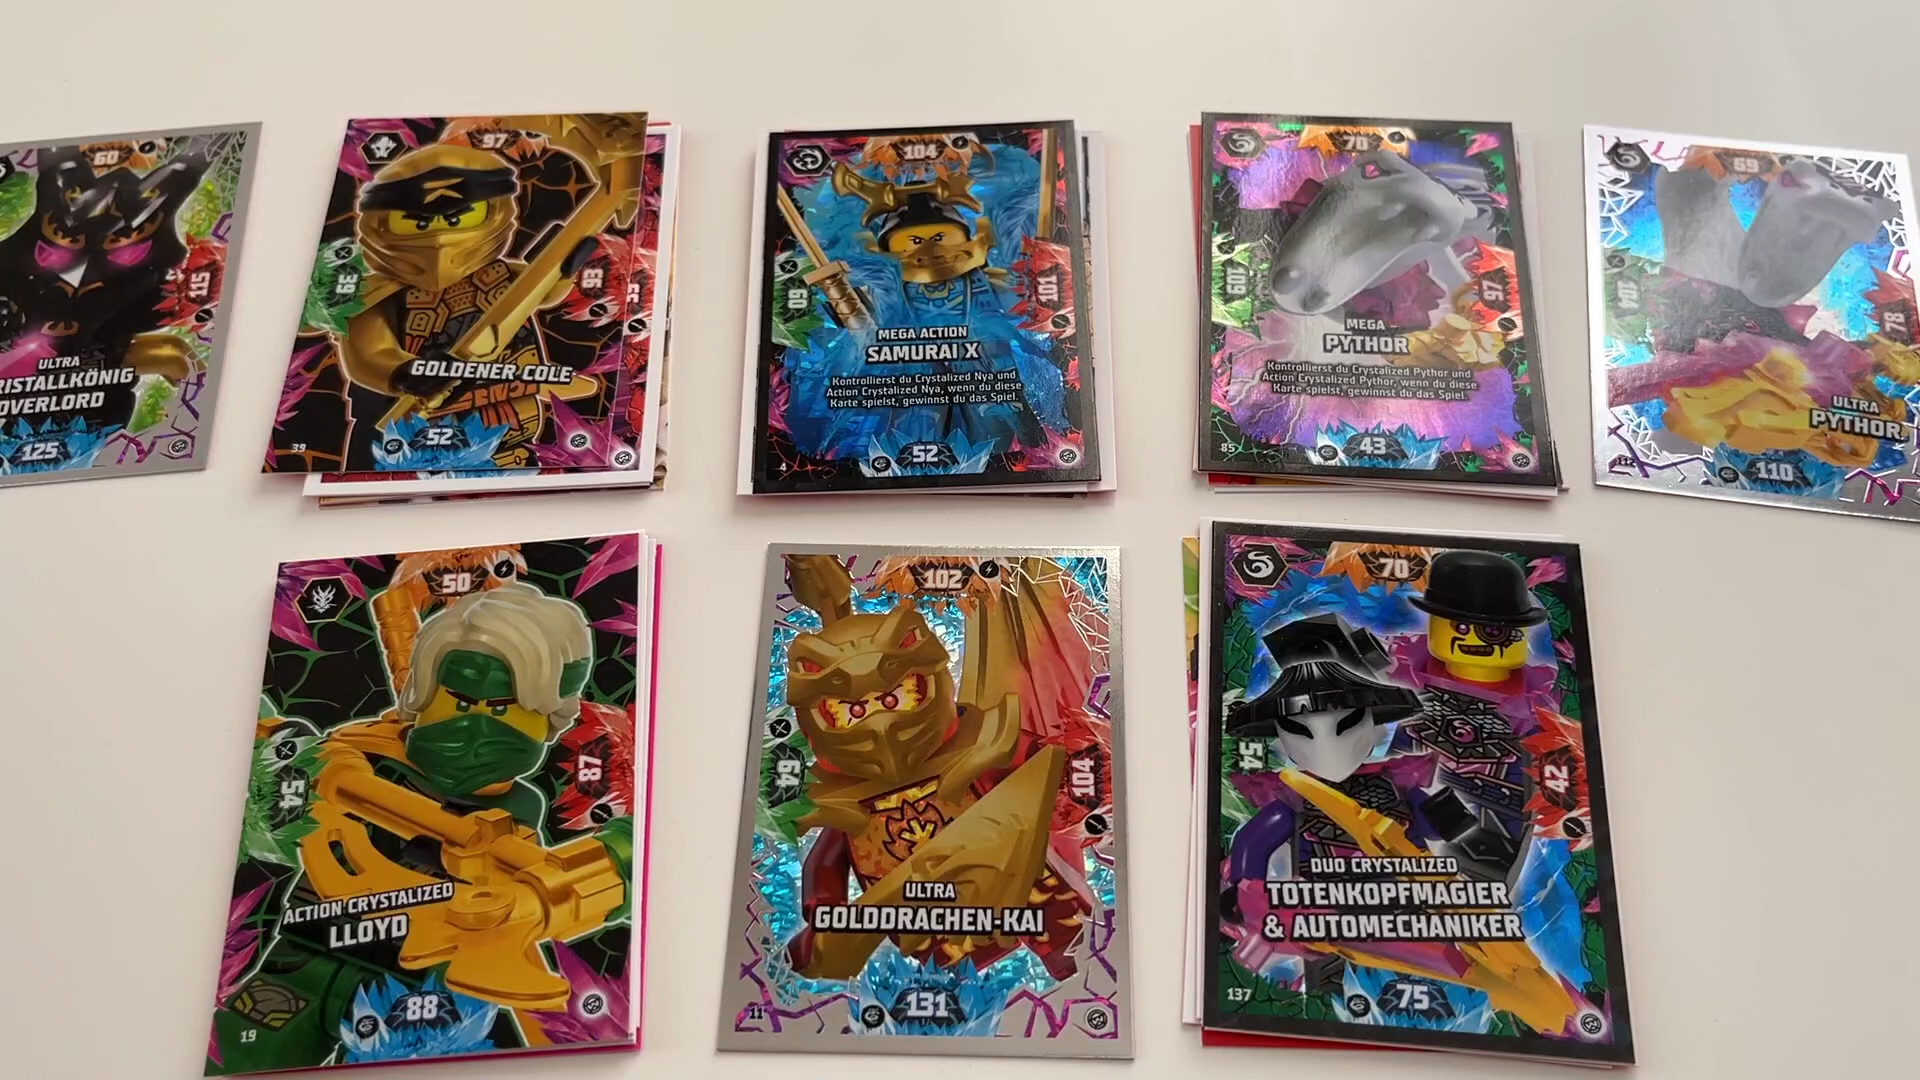 60
115
ULTRA
RISTALLKÖNIG
OVERLORD
125
97
39
93
GOLDENER COLE
52
39
104
60
101
MEGA ACTION
SAMURAI X
Kontrollierst du Crystalized Nya und
Action Crystalized Nya, wenn du diese
Karte spielst, gewinnst du das Spiel.
52
4
70
109
97
MEGA
PYTHOR
Kontrollierst du Crystalized Pythor und
Action Crystalized Pythor, wenn du diese
Karte spielst, gewinnst du das Spiel.
43
85
69
104
78
ULTRA
PYTHOR
110
112
50
54
87
ACTION CRYSTALIZED
LLOYD
88
19
102
64
104
ULTRA
GOLDDRACHEN-KAI
131
11
70
54
42
DUO CRYSTALIZED
TOTENKOPFMAGIER
& AUTOMECHANIKER
75
137